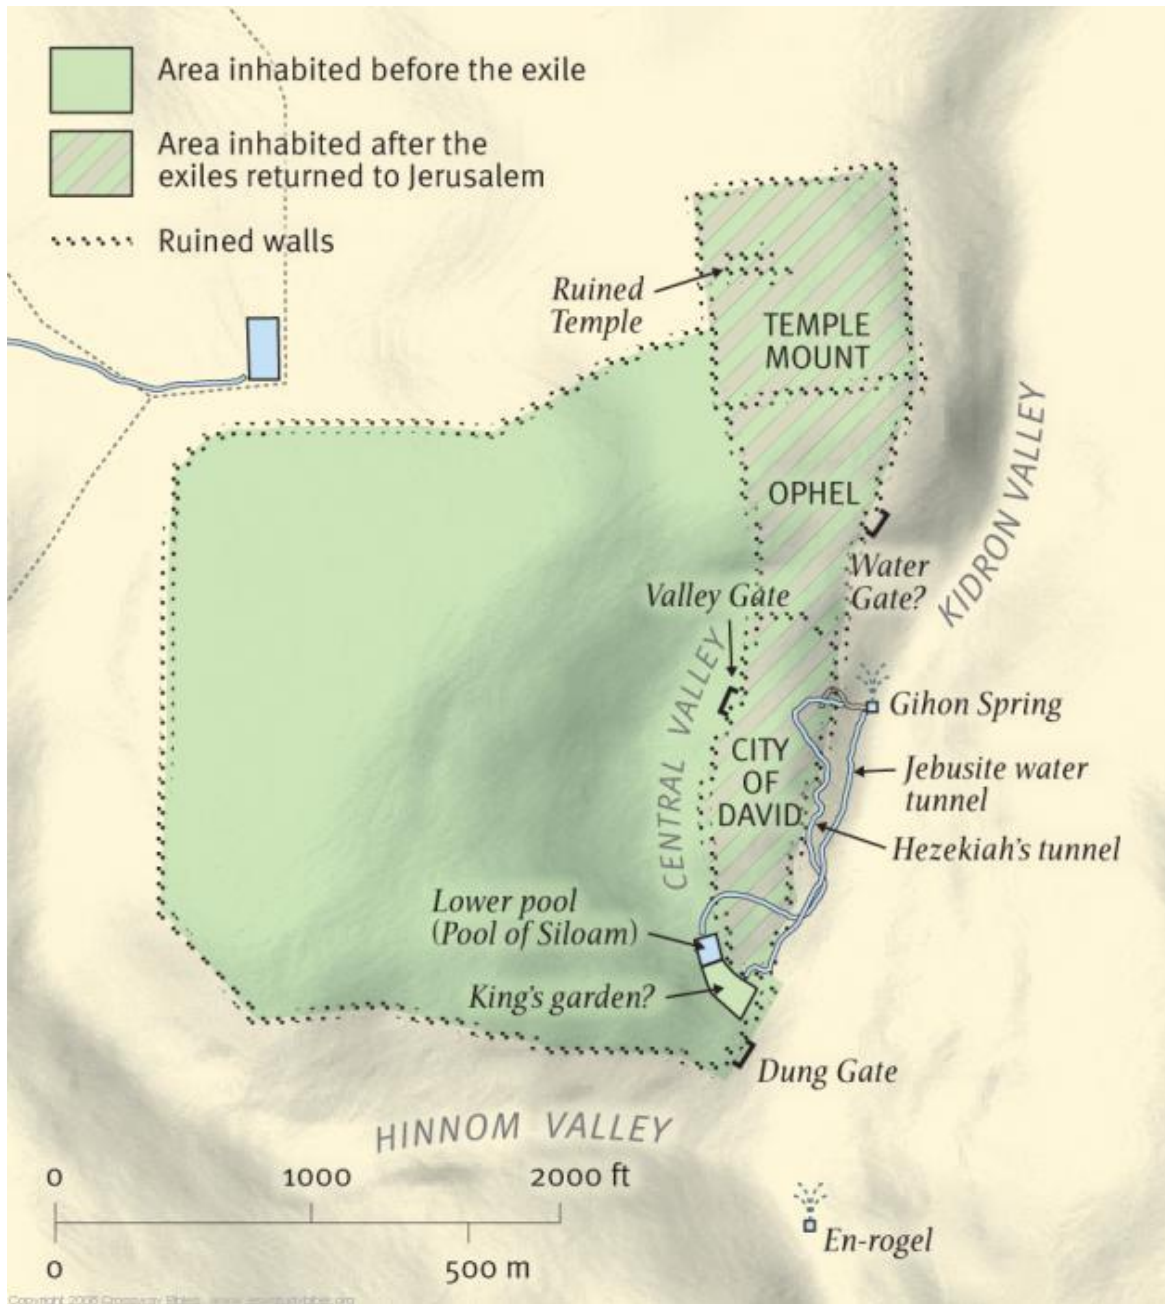 Area inhabited before the exile
Area inhabited after the
exiles returned to Jerusalem
Ruined walls
Ruined
Temple
TEMPLE
MOUNT
KIDRON VALLEY
OPHEL
Water
Gate?
Valley Gate
CENTRAL VALLEY
Gihon Spring
CITY
OF
DAVID
Jebusite water
tunnel
Hezekiah's tunnel
Lower pool
(Pool of Siloam)
King's garden?
Dung Gate
HINNOM VALLEY
0 1000 2000 ft
0 500 m
En-rogel